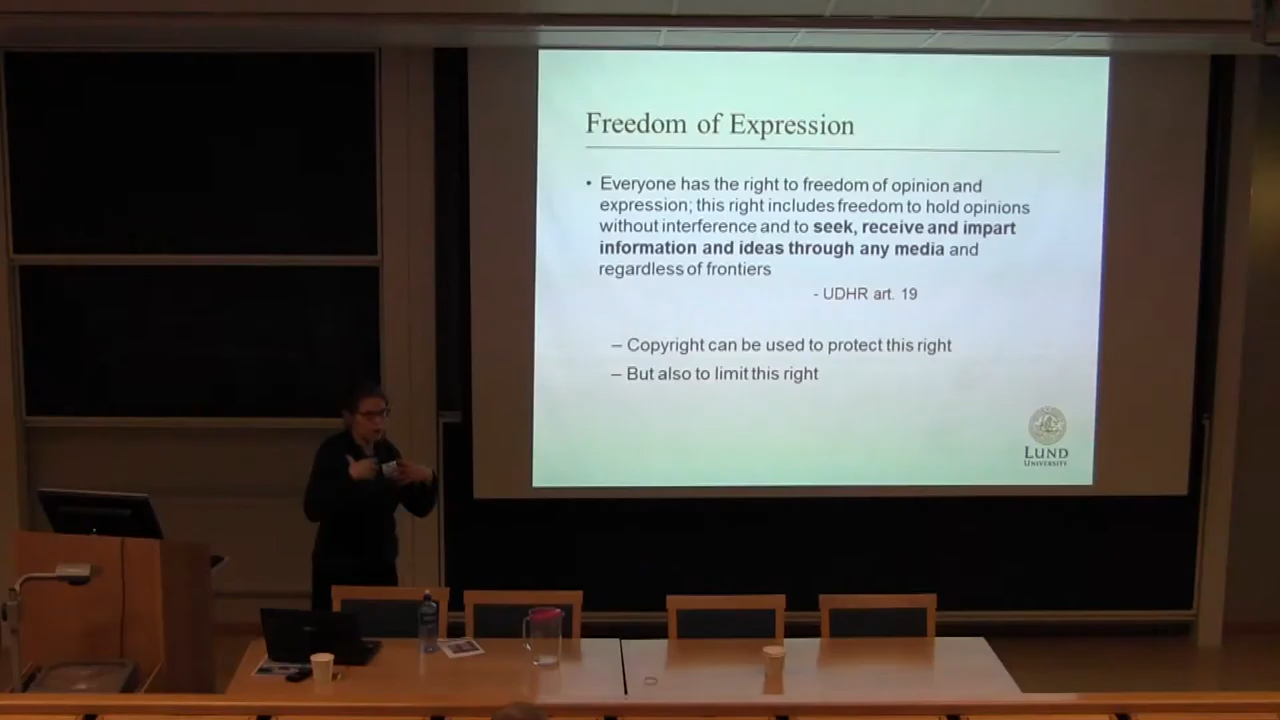 Freedom of Expression
• Everyone has the right to freedom of opinion and
expression; this right includes freedom to hold opinions
without interference and to seek, receive and impart
information and ideas through any media and
regardless of frontiers
- UDHR art. 19
– Copyright can be used to protect this right
– But also to limit this right
LUND
UNIVERSITY